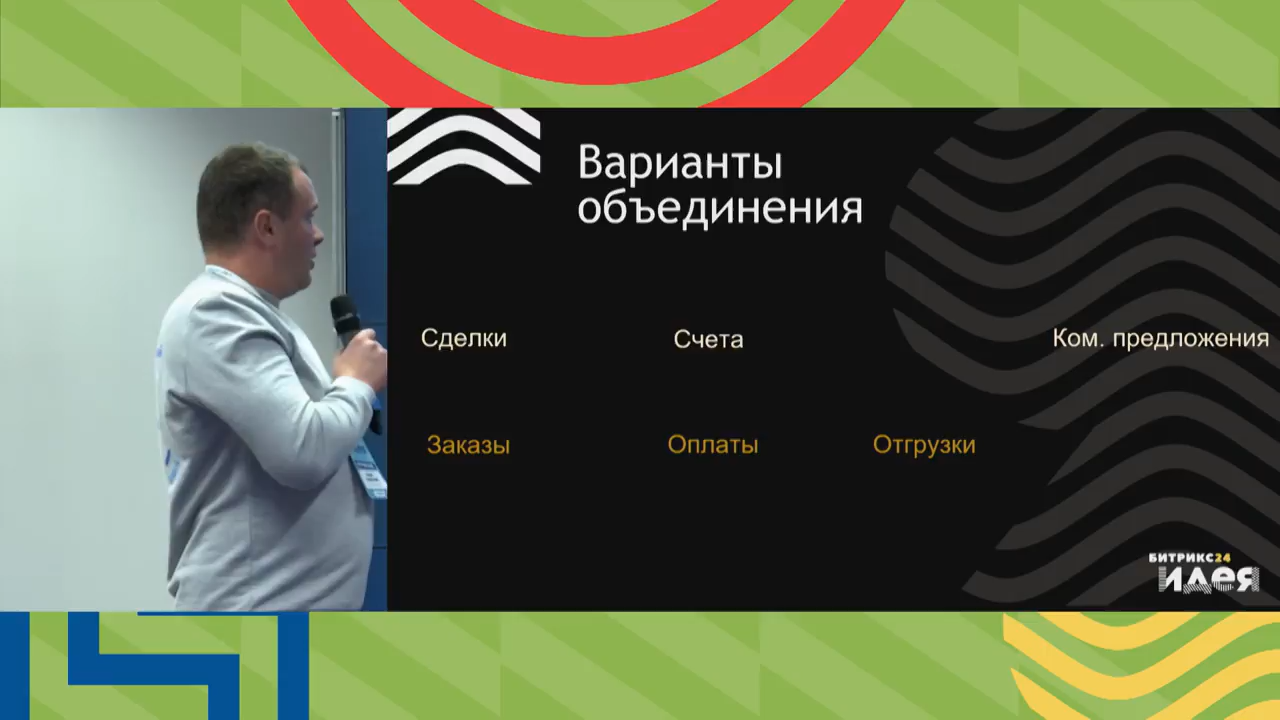 Варианты
объединения
Сделки
Счета
Ком. предложения
Заказы
Оплаты
Отгрузки
БИТРИКС24
идея